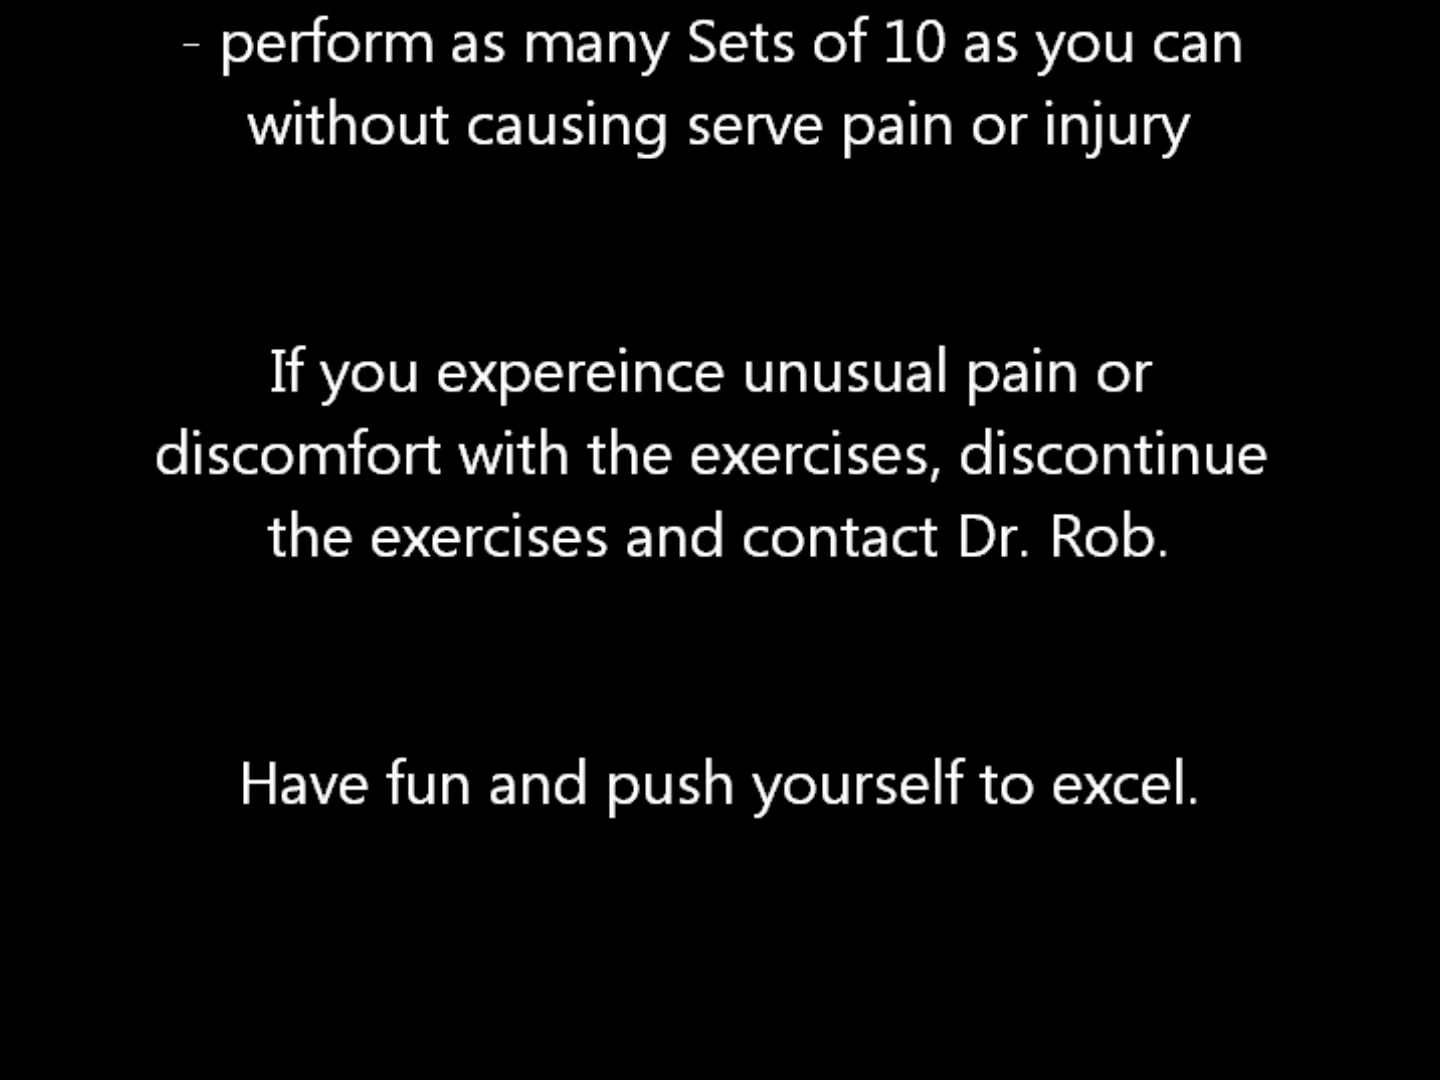 - perform as many Sets of 10 as you can
without causing serve pain or injury
If you expereince unusual pain or
discomfort with the exercises, discontinue
the exercises and contact Dr. Rob.
Have fun and push yourself to excel.